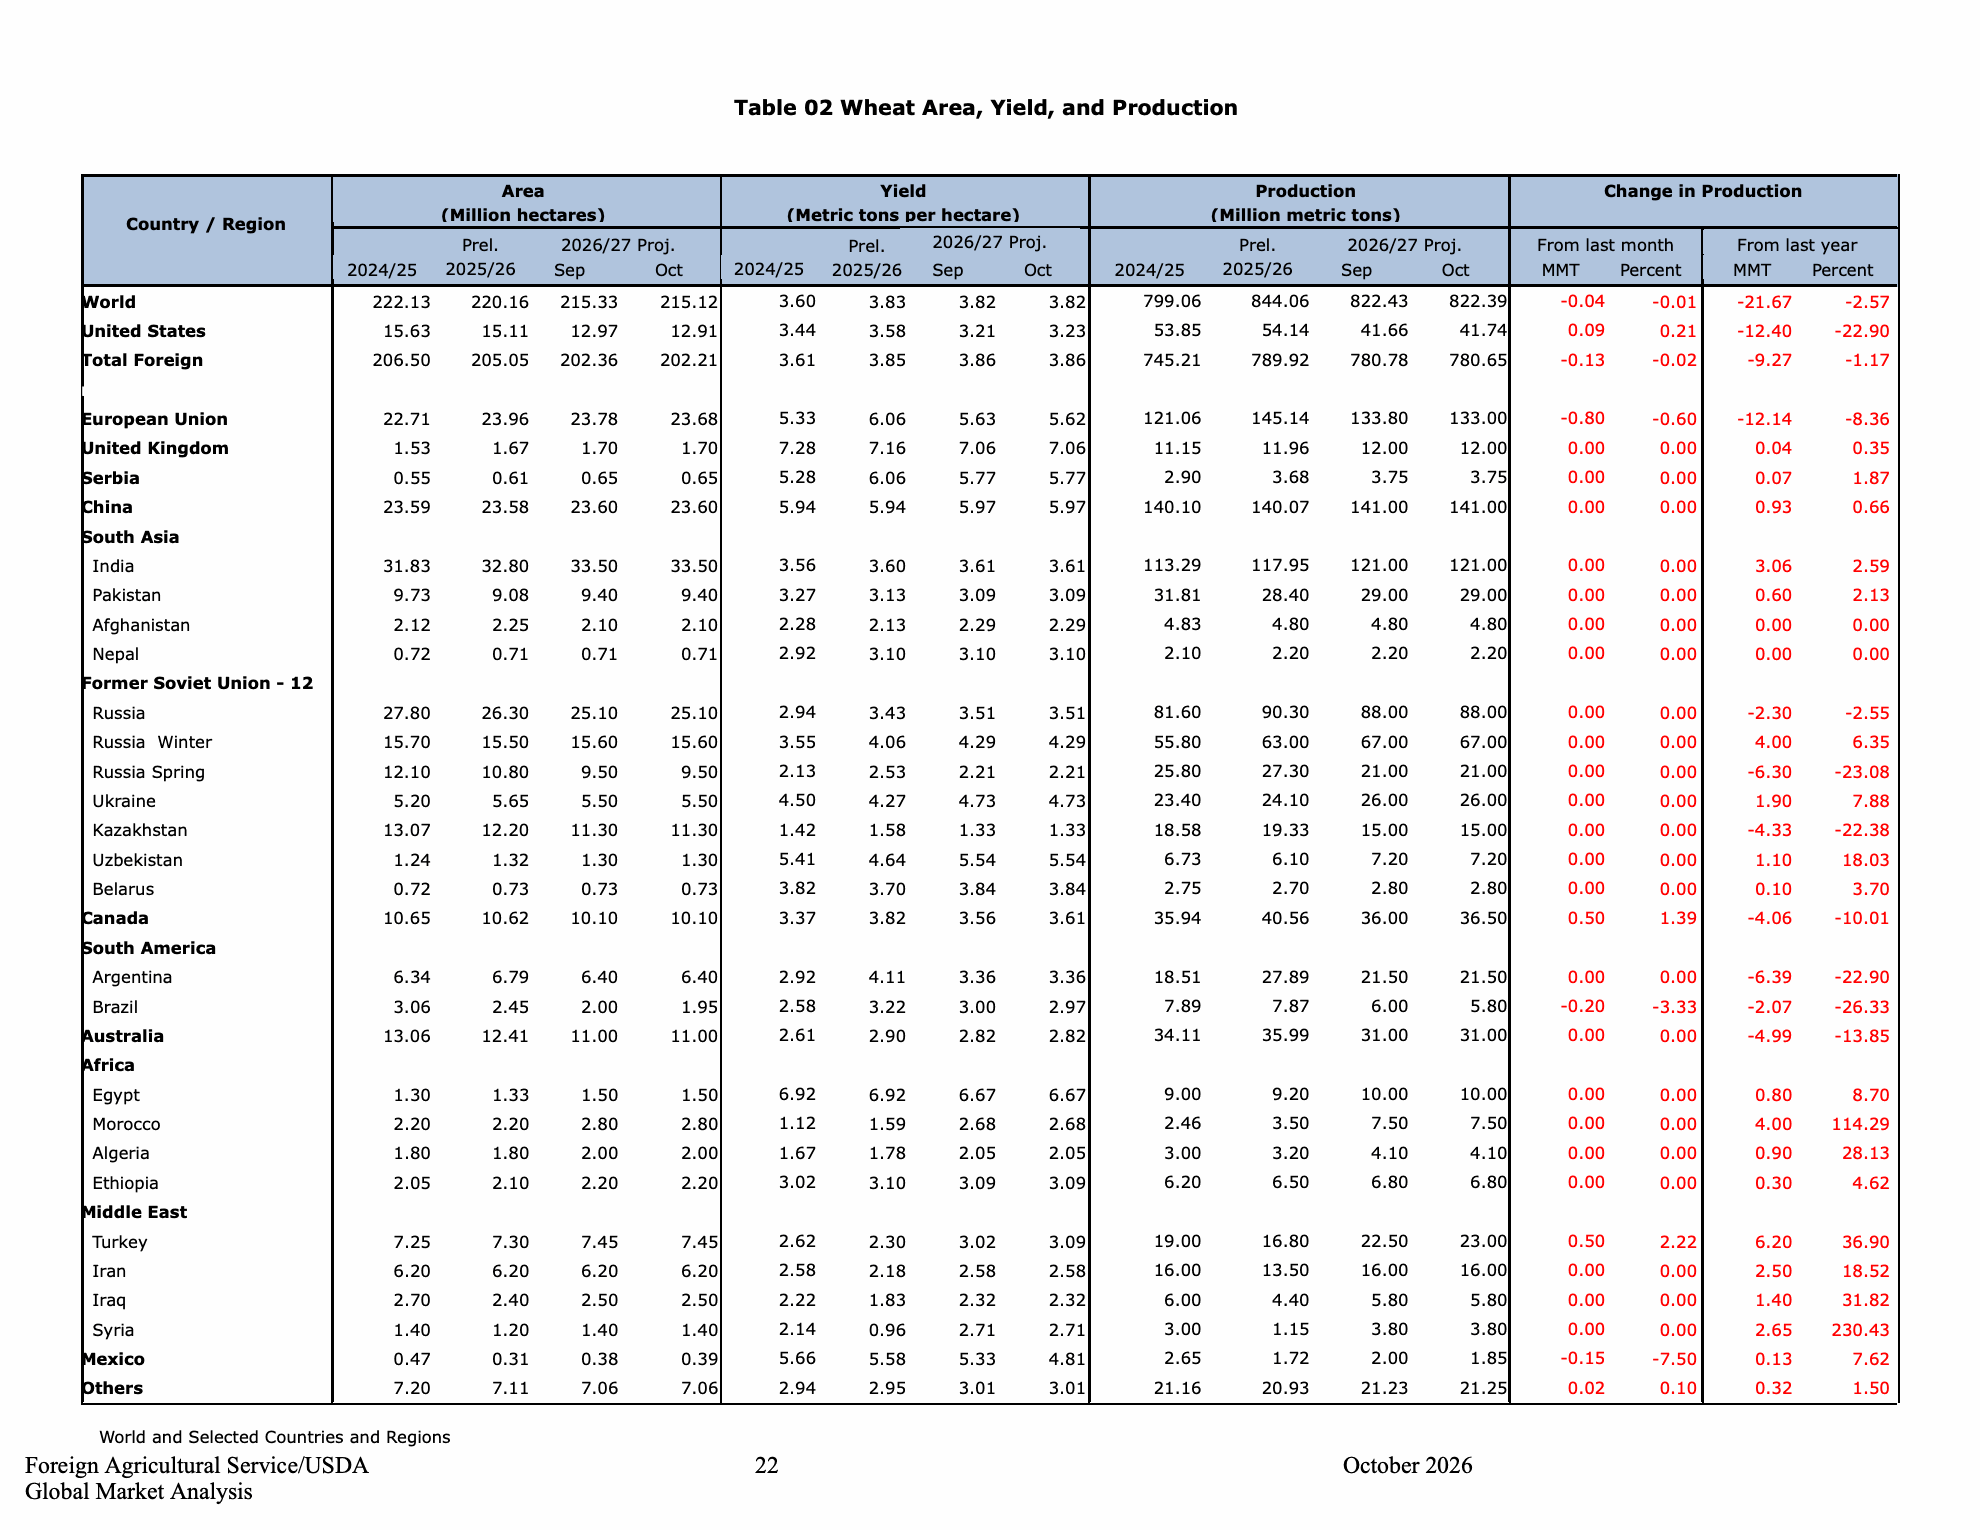 Table 02 Wheat Area, Yield, and Production
Country / Region Area Yield Production Change in Production
(Million hectares) (Metric tons per hectare) (Million metric tons)
Prel. 2026/27 Proj. Prel. 2026/27 Proj. Prel. 2026/27 Proj. From last month From last year
2024/25 2025/26 Sep Oct 2024/25 2025/26 Sep Oct 2024/25 2025/26 Sep Oct MMT Percent MMT Percent
World 222.13 220.16 215.33 215.12 3.60 3.83 3.82 3.82 799.06 844.06 822.43 822.39 -0.04 -0.01 -21.67 -2.57
United States 15.63 15.11 12.97 12.91 3.44 3.58 3.21 3.23 53.85 54.14 41.66 41.74 0.09 0.21 -12.40 -22.90
Total Foreign 206.50 205.05 202.36 202.21 3.61 3.85 3.86 3.86 745.21 789.92 780.78 780.65 -0.13 -0.02 -9.27 -1.17
European Union 22.71 23.96 23.78 23.68 5.33 6.06 5.63 5.62 121.06 145.14 133.80 133.00 -0.80 -0.60 -12.14 -8.36
United Kingdom 1.53 1.67 1.70 1.70 7.28 7.16 7.06 7.06 11.15 11.96 12.00 12.00 0.00 0.00 0.04 0.35
Serbia 0.55 0.61 0.65 0.65 5.28 6.06 5.77 5.77 2.90 3.68 3.75 3.75 0.00 0.00 0.07 1.87
China 23.59 23.58 23.60 23.60 5.94 5.94 5.97 5.97 140.10 140.07 141.00 141.00 0.00 0.00 0.93 0.66
South Asia
India 31.83 32.80 33.50 33.50 3.56 3.60 3.61 3.61 113.29 117.95 121.00 121.00 0.00 0.00 3.06 2.59
Pakistan 9.73 9.08 9.40 9.40 3.27 3.13 3.09 3.09 31.81 28.40 29.00 29.00 0.00 0.00 0.60 2.13
Afghanistan 2.12 2.25 2.10 2.10 2.28 2.13 2.29 2.29 4.83 4.80 4.80 4.80 0.00 0.00 0.00 0.00
Nepal 0.72 0.71 0.71 0.71 2.92 3.10 3.10 3.10 2.10 2.20 2.20 2.20 0.00 0.00 0.00 0.00
Former Soviet Union - 12
Russia 27.80 26.30 25.10 25.10 2.94 3.43 3.51 3.51 81.60 90.30 88.00 88.00 0.00 0.00 -2.30 -2.55
Russia Winter 15.70 15.50 15.60 15.60 3.55 4.06 4.29 4.29 55.80 63.00 67.00 67.00 0.00 0.00 4.00 6.35
Russia Spring 12.10 10.80 9.50 9.50 2.13 2.53 2.21 2.21 25.80 27.30 21.00 21.00 0.00 0.00 -6.30 -23.08
Ukraine 5.20 5.65 5.50 5.50 4.50 4.27 4.73 4.73 23.40 24.10 26.00 26.00 0.00 0.00 1.90 7.88
Kazakhstan 13.07 12.20 11.30 11.30 1.42 1.58 1.33 1.33 18.58 19.33 15.00 15.00 0.00 0.00 -4.33 -22.38
Uzbekistan 1.24 1.32 1.30 1.30 5.41 4.64 5.54 5.54 6.73 6.10 7.20 7.20 0.00 0.00 1.10 18.03
Belarus 0.72 0.73 0.73 0.73 3.82 3.70 3.84 3.84 2.75 2.70 2.80 2.80 0.00 0.00 0.10 3.70
Canada 10.65 10.62 10.10 10.10 3.37 3.82 3.56 3.61 35.94 40.56 36.00 36.50 0.50 1.39 -4.06 -10.01
South America
Argentina 6.34 6.79 6.40 6.40 2.92 4.11 3.36 3.36 18.51 27.89 21.50 21.50 0.00 0.00 -6.39 -22.90
Brazil 3.06 2.45 2.00 1.95 2.58 3.22 3.00 2.97 7.89 7.87 6.00 5.80 -0.20 -3.33 -2.07 -26.33
Australia 13.06 12.41 11.00 11.00 2.61 2.90 2.82 2.82 34.11 35.99 31.00 31.00 0.00 0.00 -4.99 -13.85
Africa
Egypt 1.30 1.33 1.50 1.50 6.92 6.92 6.67 6.67 9.00 9.20 10.00 10.00 0.00 0.00 0.80 8.70
Morocco 2.20 2.20 2.80 2.80 1.12 1.59 2.68 2.68 2.46 3.50 7.50 7.50 0.00 0.00 4.00 114.29
Algeria 1.80 1.80 2.00 2.00 1.67 1.78 2.05 2.05 3.00 3.20 4.10 4.10 0.00 0.00 0.90 28.13
Ethiopia 2.05 2.10 2.20 2.20 3.02 3.10 3.09 3.09 6.20 6.50 6.80 6.80 0.00 0.00 0.30 4.62
Middle East
Turkey 7.25 7.30 7.45 7.45 2.62 2.30 3.02 3.09 19.00 16.80 22.50 23.00 0.50 2.22 6.20 36.90
Iran 6.20 6.20 6.20 6.20 2.58 2.18 2.58 2.58 16.00 13.50 16.00 16.00 0.00 0.00 2.50 18.52
Iraq 2.70 2.40 2.50 2.50 2.22 1.83 2.32 2.32 6.00 4.40 5.80 5.80 0.00 0.00 1.40 31.82
Syria 1.40 1.20 1.40 1.40 2.14 0.96 2.71 2.71 3.00 1.15 3.80 3.80 0.00 0.00 2.65 230.43
Mexico 0.47 0.31 0.38 0.39 5.66 5.58 5.33 4.81 2.65 1.72 2.00 1.85 -0.15 -7.50 0.13 7.62
Others 7.20 7.11 7.06 7.06 2.94 2.95 3.01 3.01 21.16 20.93 21.23 21.25 0.02 0.10 0.32 1.50
World and Selected Countries and Regions
Foreign Agricultural Service/USDA 22 October 2026
Global Market Analysis